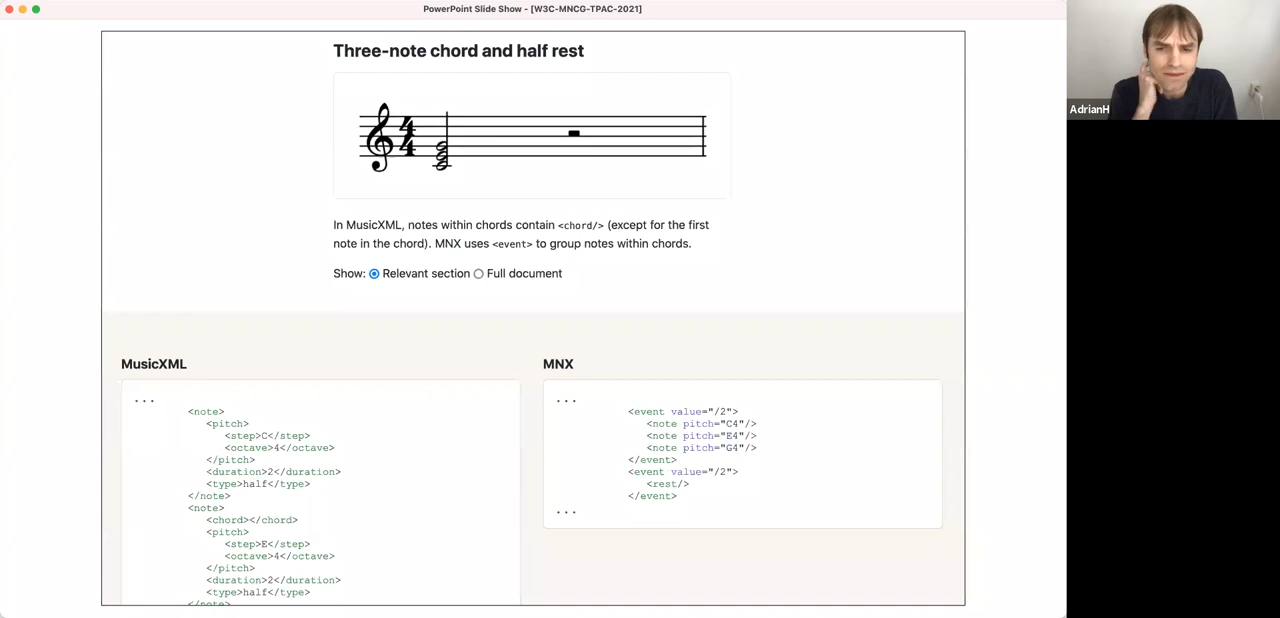 PowerPoint Slide Show - [W3C-MNCG-TPAC-2021]
Three-note chord and half rest
4
4
In MusicXML, notes within chords contain <chord/> (except for the first
note in the chord). MNX uses <event> to group notes within chords.
Show: Relevant section Full document
MusicXML
...
<note>
<pitch>
<step>C</step>
<octave>4</octave>
</pitch>
<duration>2</duration>
<type>half</type>
</note>
<note>
<chord></chord>
<pitch>
<step>E</step>
<octave>4</octave>
</pitch>
<duration>2</duration>
<type>half</type>
</note>
MNX
...
<event value="/2">
<note pitch="C4"/>
<note pitch="E4"/>
<note pitch="G4"/>
</event>
<event value="/2">
<rest/>
</event>
...
AdrianH